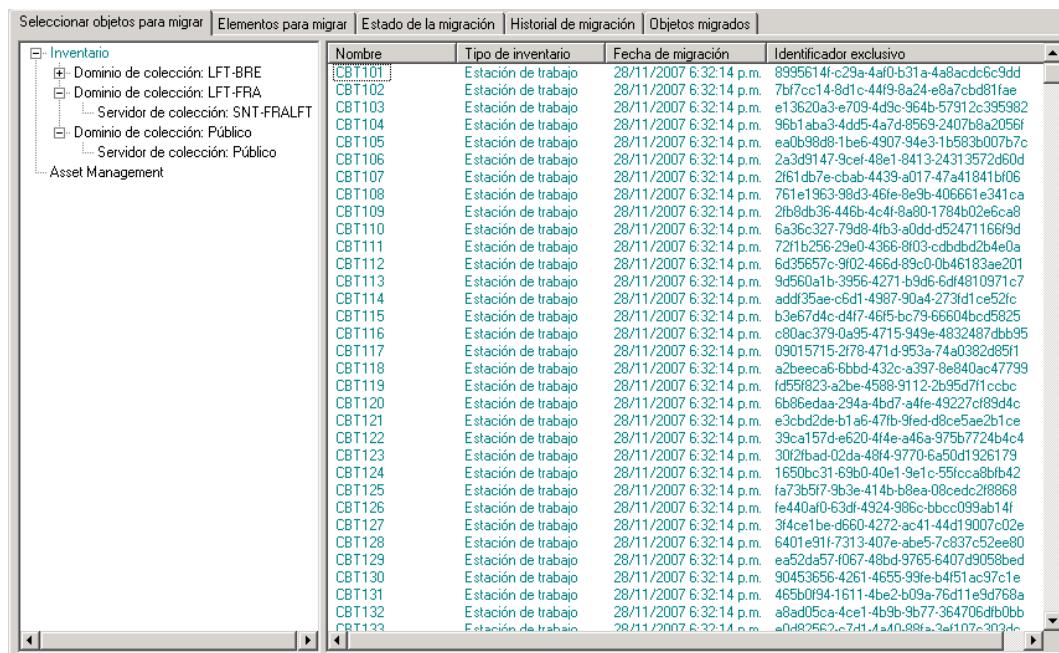 Seleccionar objetos para migrar Elementos para migrar Estado de la migración Historial de migración Objetos migrados
Inventario
Dominio de colección: LFT-BRE
Dominio de colección: LFT-FRA
Servidor de colección: SNT-FRALFT
Dominio de colección: Público
Servidor de colección: Público
Asset Management
Nombre Tipo de inventario Fecha de migración Identificador exclusivo
CBT101 Estación de trabajo 28/11/2007 6:32:14 p.m. 8995614f-c29a-4af0-b31a-4a8acdc6c9dd
CBT102 Estación de trabajo 28/11/2007 6:32:14 p.m. 7bf7cc14-8d1c-44f9-8a24-e8a7cbd81fae
CBT103 Estación de trabajo 28/11/2007 6:32:14 p.m. e13620a3-e709-4d9c-964b-57912c395982
CBT104 Estación de trabajo 28/11/2007 6:32:14 p.m. 96b1aba3-4dd5-4a7d-8569-2407b8a2056f
CBT105 Estación de trabajo 28/11/2007 6:32:14 p.m. ea0b98d8-1be6-4907-94e3-1b583b007b7c
CBT106 Estación de trabajo 28/11/2007 6:32:14 p.m. 2a3d9147-9cef-48e1-8413-24313572d60d
CBT107 Estación de trabajo 28/11/2007 6:32:14 p.m. 2f61db7e-cbab-4439-a017-47a41841bf06
CBT108 Estación de trabajo 28/11/2007 6:32:14 p.m. 761e1963-98d3-46fe-8e9b-406661e341ca
CBT109 Estación de trabajo 28/11/2007 6:32:14 p.m. 2fb8db36-446b-4c4f-8a80-1784b02e6ca8
CBT110 Estación de trabajo 28/11/2007 6:32:14 p.m. 6a36c327-79d8-4fb3-a0dd-d52471166f9d
CBT111 Estación de trabajo 28/11/2007 6:32:14 p.m. 72f1b256-29e0-4366-8f03-cdbdbd2b4e0a
CBT112 Estación de trabajo 28/11/2007 6:32:14 p.m. 6d35657c-9f02-466d-89c0-0b46183ae201
CBT113 Estación de trabajo 28/11/2007 6:32:14 p.m. 9d560a1b-3956-4271-b9d6-6df4810971c7
CBT114 Estación de trabajo 28/11/2007 6:32:14 p.m. addf35ae-c6d1-4987-90a4-273fd1ce52fc
CBT115 Estación de trabajo 28/11/2007 6:32:14 p.m. b3e67d4c-d4f7-46f5-bc79-66604bcd5825
CBT116 Estación de trabajo 28/11/2007 6:32:14 p.m. c80ac379-0a95-4715-949e-4832487dbb95
CBT117 Estación de trabajo 28/11/2007 6:32:14 p.m. 09015715-2f78-471d-953a-74a0382d85f1
CBT118 Estación de trabajo 28/11/2007 6:32:14 p.m. a2beeca6-6bbd-432c-a397-8e840ac47799
CBT119 Estación de trabajo 28/11/2007 6:32:14 p.m. fd55f823-a2be-4588-9112-2b95d7f1ccbc
CBT120 Estación de trabajo 28/11/2007 6:32:14 p.m. 6b86edaa-294a-4bd7-a4fe-49227cf89d4c
CBT121 Estación de trabajo 28/11/2007 6:32:14 p.m. e3cbd2de-b1a6-47fb-9fed-d8ce5ae2b1ce
CBT122 Estación de trabajo 28/11/2007 6:32:14 p.m. 39ca157d-e620-4f4e-a46a-975b7724b4c4
CBT123 Estación de trabajo 28/11/2007 6:32:14 p.m. 30f2fbad-02da-48f4-9770-6a50d1926179
CBT124 Estación de trabajo 28/11/2007 6:32:14 p.m. 1650bc31-69b0-40e1-9e1c-55fcca8bfb42
CBT125 Estación de trabajo 28/11/2007 6:32:14 p.m. fa73b5f7-9b3e-414b-b8ea-08cedc2f8868
CBT126 Estación de trabajo 28/11/2007 6:32:14 p.m. fe440af0-63df-4924-986c-bbcc099ab14f
CBT127 Estación de trabajo 28/11/2007 6:32:14 p.m. 3f4ce1be-d660-4272-ac41-44d19007c02e
CBT128 Estación de trabajo 28/11/2007 6:32:14 p.m. 6401e91f-7313-407e-abe5-7c837c52ee80
CBT129 Estación de trabajo 28/11/2007 6:32:14 p.m. ea52da57-f067-48bd-9765-6407d9058bed
CBT130 Estación de trabajo 28/11/2007 6:32:14 p.m. 90453656-4261-4655-99fe-b4f51ac97c1e
CBT131 Estación de trabajo 28/11/2007 6:32:14 p.m. 465b0f94-1611-4be2-b09a-76d11e9d768a
CBT132 Estación de trabajo 28/11/2007 6:32:14 p.m. a8ad05ca-4ce1-4b9b-9b77-364706dfb0bb
CBT133 Estación de trabajo 28/11/2007 6:32:14 p.m. e0d82562-c7d1-4a40-88fa-3ef107c303dc